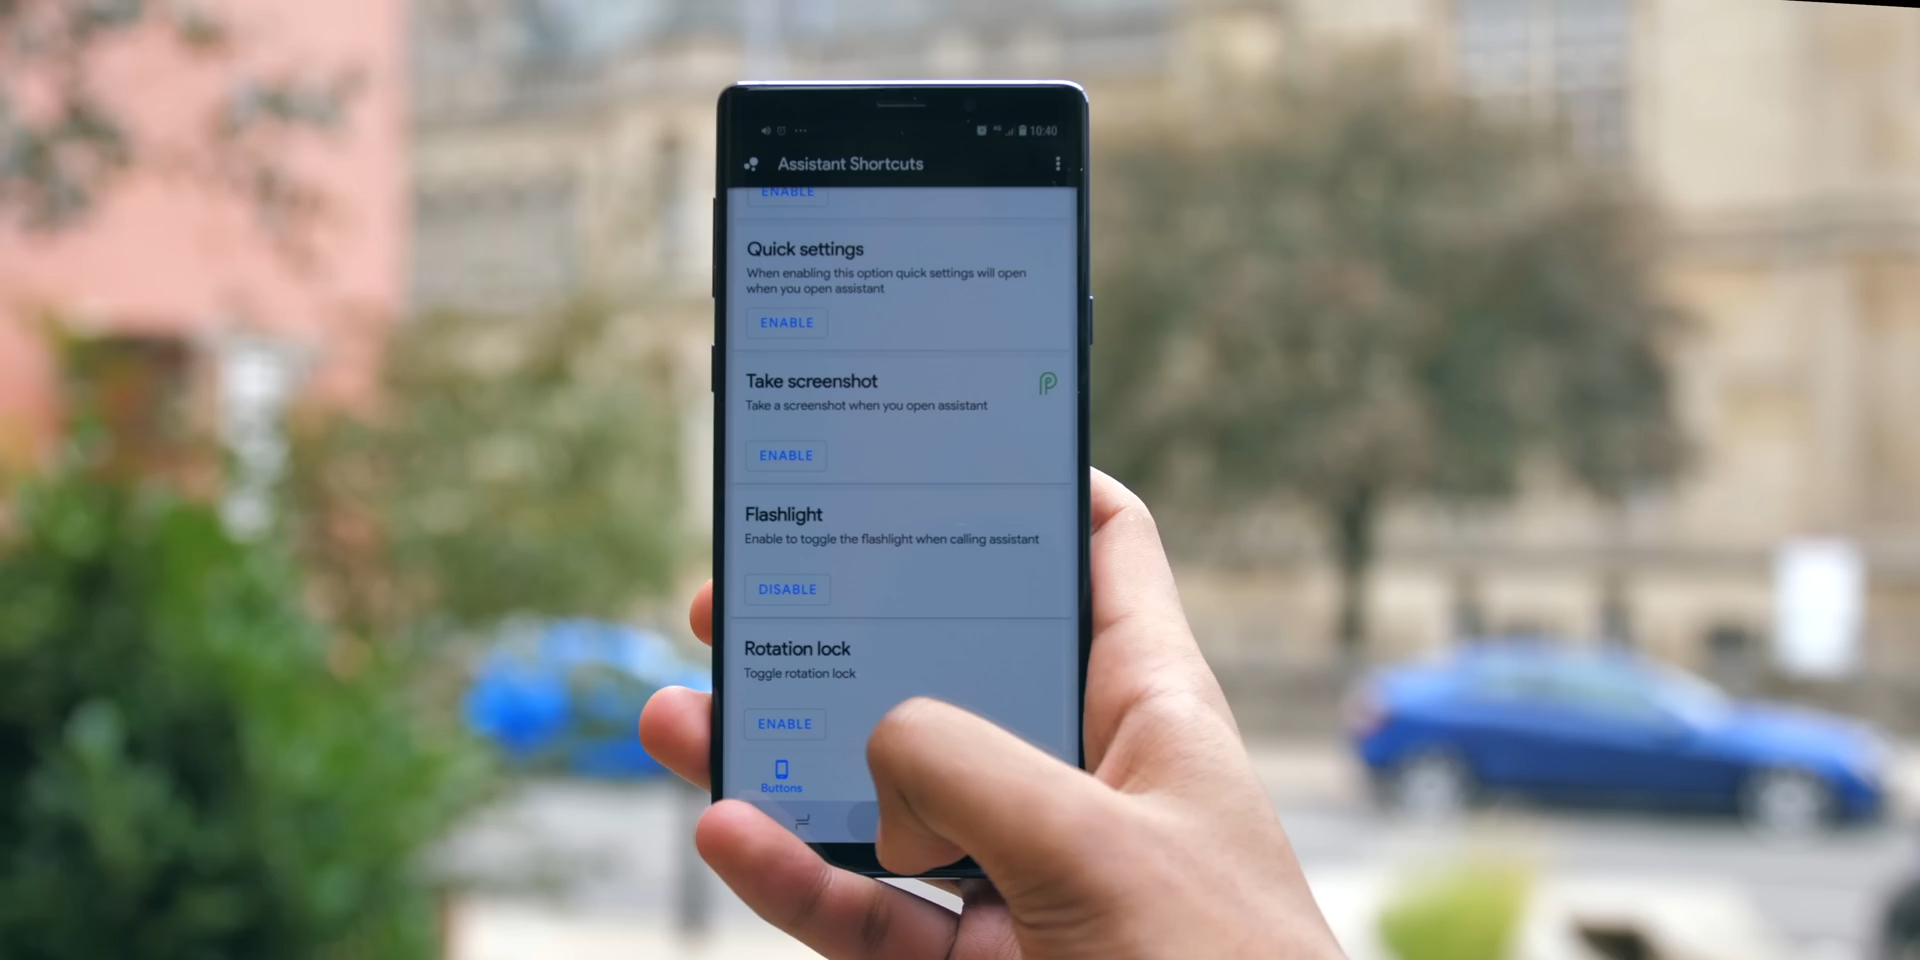 10:40
Assistant Shortcuts
ENABLE
Quick settings
When enabling this option quick settings will open
when you open assistant
ENABLE
Take screenshot
Take a screenshot when you open assistant
ENABLE
Flashlight
Enable to toggle the flashlight when calling assistant
DISABLE
Rotation lock
Toggle rotation lock
ENABLE
Buttons